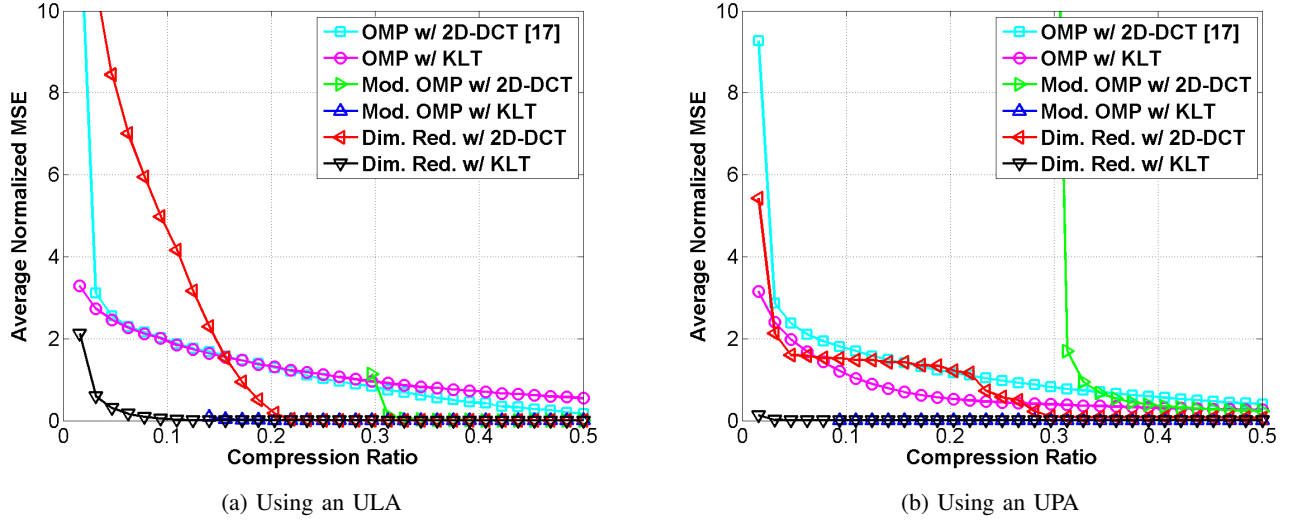 10
8
6
4
2
0
Average Normalized MSE
0
0.1
0.2
0.3
0.4
0.5
Compression Ratio
OMP w/ 2D-DCT [17]
OMP w/ KLT
Mod. OMP w/ 2D-DCT
Mod. OMP w/ KLT
Dim. Red. w/ 2D-DCT
Dim. Red. w/ KLT
(a) Using an ULA
10
8
6
4
2
0
Average Normalized MSE
0
0.1
0.2
0.3
0.4
0.5
Compression Ratio
OMP w/ 2D-DCT [17]
OMP w/ KLT
Mod. OMP w/ 2D-DCT
Mod. OMP w/ KLT
Dim. Red. w/ 2D-DCT
Dim. Red. w/ KLT
(b) Using an UPA